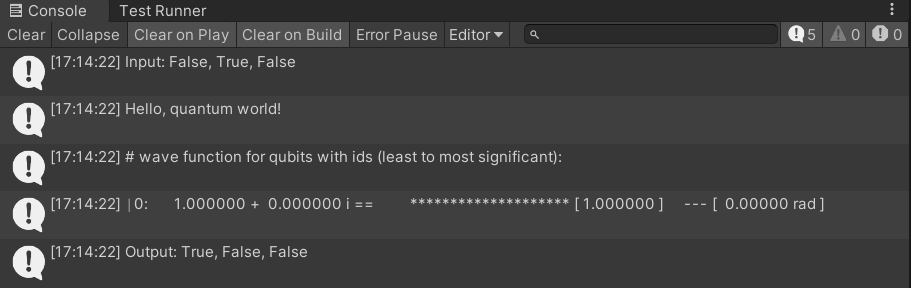 Console
Test Runner
Clear Collapse Clear on Play Clear on Build Error Pause Editor 5 0 0
[17:14:22] Input: False, True, False
[17:14:22] Hello, quantum world!
[17:14:22] # wave function for qubits with ids (least to most significant):
[17:14:22] |0: 1.000000 + 0.000000 i == ******************** [ 1.000000 ] --- [ 0.00000 rad ]
[17:14:22] Output: True, False, False